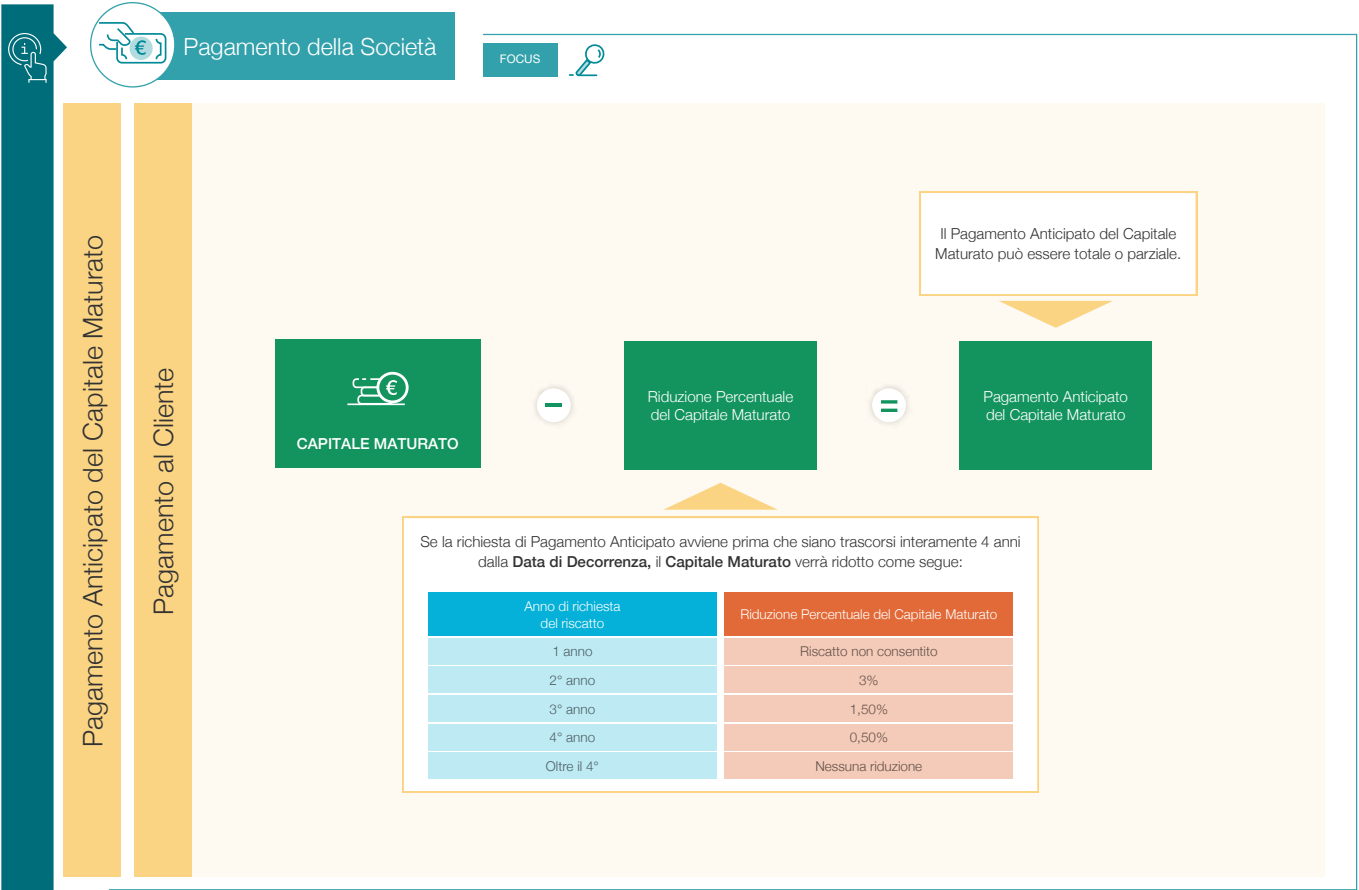 Pagamento della Società
FOCUS
Pagamento Anticipato del Capitale Maturato
Pagamento al Cliente
Il Pagamento Anticipato del Capitale
Maturato può essere totale o parziale.
€
CAPITALE MATURATO
Riduzione Percentuale
del Capitale Maturato
Pagamento Anticipato
del Capitale Maturato
Se la richiesta di Pagamento Anticipato avviene prima che siano trascorsi interamente 4 anni
dalla Data di Decorrenza, il Capitale Maturato verrà ridotto come segue:
Anno di richiesta
del riscatto
Riduzione Percentuale del Capitale Maturato
1 anno
Riscatto non consentito
2° anno
3%
3° anno
1,50%
4° anno
0,50%
Oltre il 4°
Nessuna riduzione